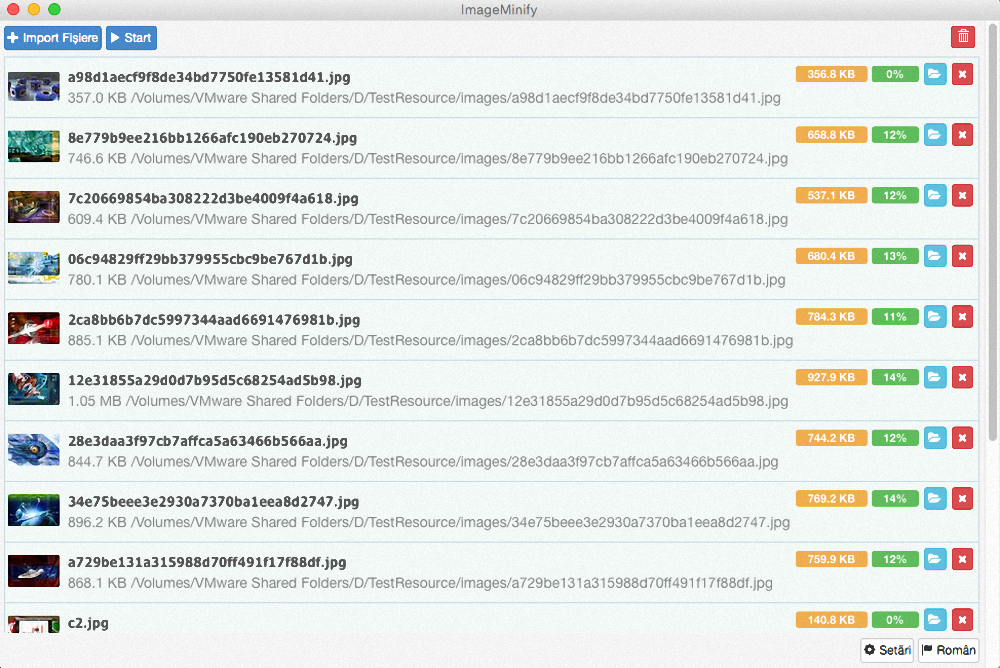 ImageMinify
Import Fișiere Start
a98d1aecf9f8de34bd7750fe13581d41.jpg 356.8 KB 0%
357.0 KB /Volumes/VMware Shared Folders/D/TestResource/images/a98d1aecf9f8de34bd7750fe13581d41.jpg
8e779b9ee216bb1266afc190eb270724.jpg 658.8 KB 12%
746.6 KB /Volumes/VMware Shared Folders/D/TestResource/images/8e779b9ee216bb1266afc190eb270724.jpg
7c20669854ba308222d3be4009f4a618.jpg 537.1 KB 12%
609.4 KB /Volumes/VMware Shared Folders/D/TestResource/images/7c20669854ba308222d3be4009f4a618.jpg
06c94829ff29bb379955cbc9be767d1b.jpg 680.4 KB 13%
780.1 KB /Volumes/VMware Shared Folders/D/TestResource/images/06c94829ff29bb379955cbc9be767d1b.jpg
2ca8bb6b7dc5997344aad6691476981b.jpg 784.3 KB 11%
885.1 KB /Volumes/VMware Shared Folders/D/TestResource/images/2ca8bb6b7dc5997344aad6691476981b.jpg
12e31855a29d0d7b95d5c68254ad5b98.jpg 927.9 KB 14%
1.05 MB /Volumes/VMware Shared Folders/D/TestResource/images/12e31855a29d0d7b95d5c68254ad5b98.jpg
28e3daa3f97cb7affca5a63466b566aa.jpg 744.2 KB 12%
844.7 KB /Volumes/VMware Shared Folders/D/TestResource/images/28e3daa3f97cb7affca5a63466b566aa.jpg
34e75beee3e2930a7370ba1eea8d2747.jpg 769.2 KB 14%
896.2 KB /Volumes/VMware Shared Folders/D/TestResource/images/34e75beee3e2930a7370ba1eea8d2747.jpg
a729be131a315988d70ff491f17f88df.jpg 759.9 KB 12%
868.1 KB /Volumes/VMware Shared Folders/D/TestResource/images/a729be131a315988d70ff491f17f88df.jpg
c2.jpg 140.8 KB 0%
Setări Român